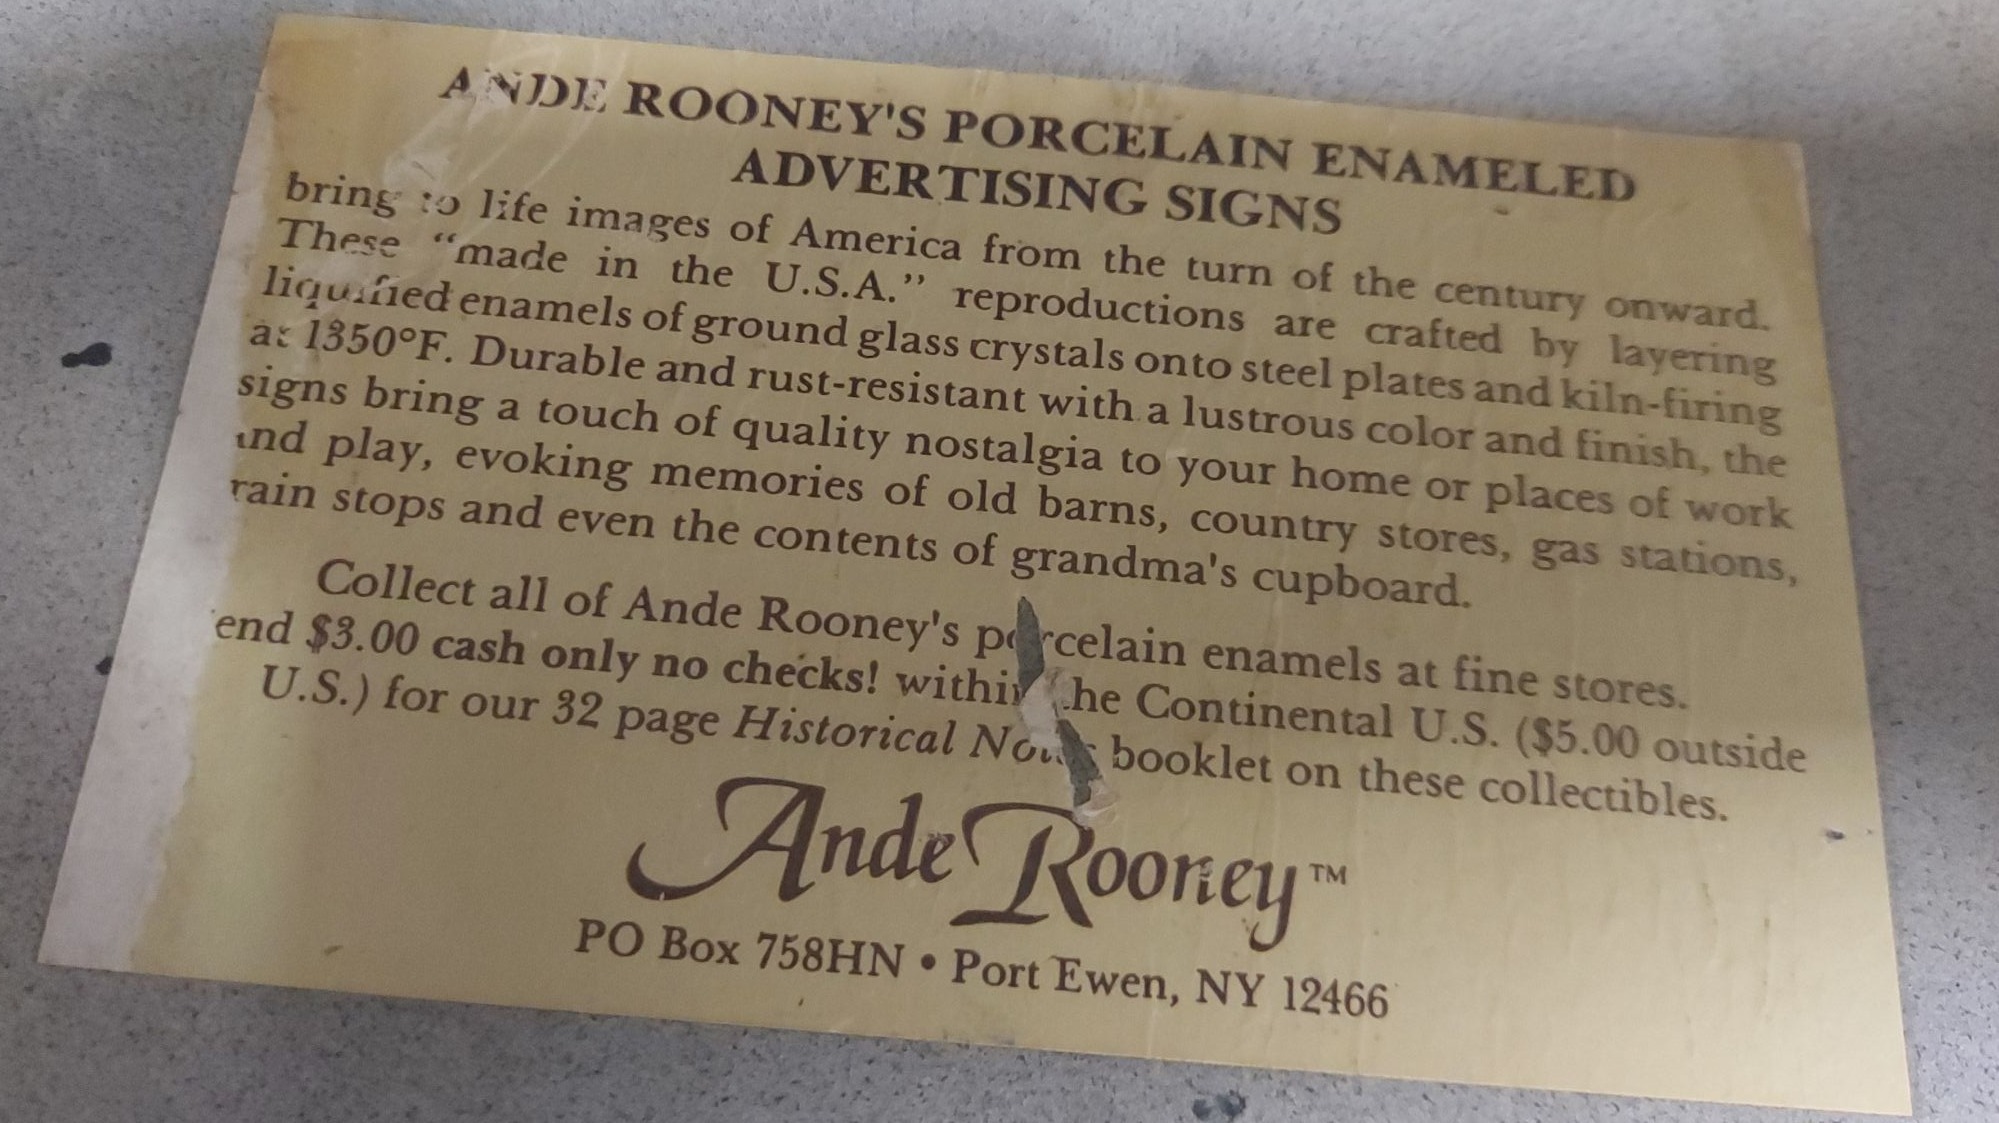 ANDE ROONEY'S PORCELAIN ENAMELED
ADVERTISING SIGNS
bring to life images of America from the turn of the century onward.
These “made in the U.S.A.” reproductions are crafted by layering
liquified enamels of ground glass crystals onto steel plates and kiln-firing
at 1350°F. Durable and rust-resistant with a lustrous color and finish, the
signs bring a touch of quality nostalgia to your home or places of work
and play, evoking memories of old barns, country stores, gas stations,
rain stops and even the contents of grandma's cupboard.
Collect all of Ande Rooney's porcelain enamels at fine stores.
end $3.00 cash only no checks! within the Continental U.S. ($5.00 outside
U.S.) for our 32 page Historical Notes booklet on these collectibles.
Ande Rooney™
PO Box 758HN • Port Ewen, NY 12466